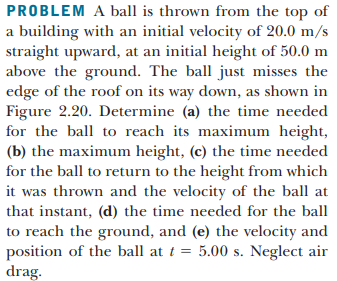 PROBLEM A ball is thrown from the top of
a building with an initial velocity of 20.0 m/s
straight upward, at an initial height of 50.0 m
above the ground. The ball just misses the
edge of the roof on its way down, as shown in
Figure 2.20. Determine (a) the time needed
for the ball to reach its maximum height,
(b) the maximum height, (c) the time needed
for the ball to return to the height from which
it was thrown and the velocity of the ball at
that instant, (d) the time needed for the ball
to reach the ground, and (e) the velocity and
position of the ball at t = 5.00 s. Neglect air
drag.